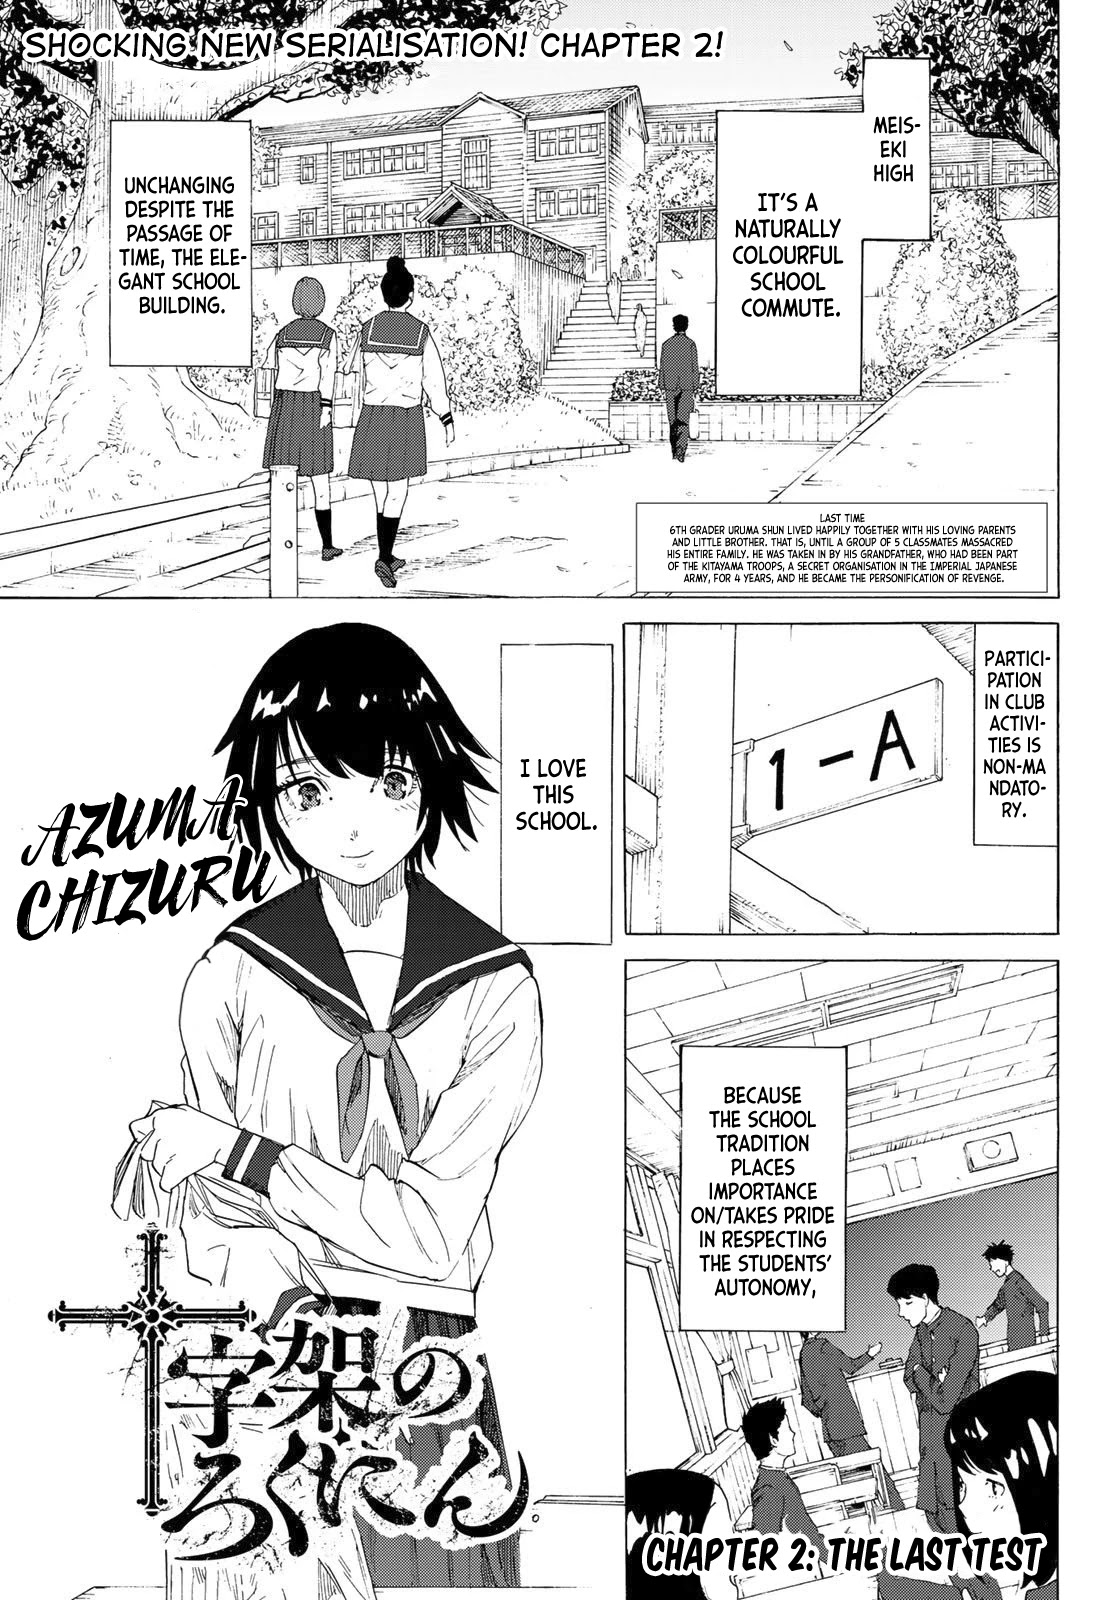 SHOCKING NEW SERIALISATION! CHAPTER 2!
MEIS-
EKI
HIGH
IT'S A
NATURALLY
COLOURFUL
SCHOOL
COMMUTE.
UNCHANGING
DESPITE THE
PASSAGE OF
TIME, THE ELE-
GANT SCHOOL
BUILDING.
LAST TIME
6TH GRADER URUMA SHUN LIVED HAPPILY TOGETHER WITH HIS LOVING PARENTS
AND LITTLE BROTHER. THAT IS, UNTIL A GROUP OF 5 CLASSMATES MASSACRED
HIS ENTIRE FAMILY. HE WAS TAKEN IN BY HIS GRANDFATHER, WHO HAD BEEN PART
OF THE KITAYAMA TROOPS, A SECRET ORGANISATION IN THE IMPERIAL JAPANESE
ARMY, FOR 4 YEARS, AND HE BECAME THE PERSONIFICATION OF REVENGE.
PARTICI-
PATION
IN CLUB
ACTIVI-
TIES IS
NON-MA
NDATO-
RY.
1-A
BECAUSE
THE SCHOOL
TRADITION
PLACES
IMPORTANCE
ON/TAKES PRIDE
IN RESPECTING
THE STUDENTS'
AUTONOMY,
I LOVE
THIS
SCHOOL.
AZUMA
CHIZURU
十字架の
ろくにん
CHAPTER 2: THE LAST TEST